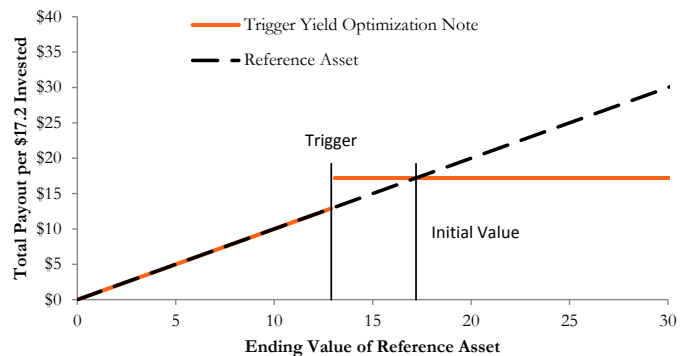 $40
$35
$30
$25
$20
$15
$10
$5
$0
Total Payout per $17.2 Invested
Trigger Yield Optimization Note
Reference Asset
Trigger
Initial Value
0 5 10 15 20 25 30
Ending Value of Reference Asset